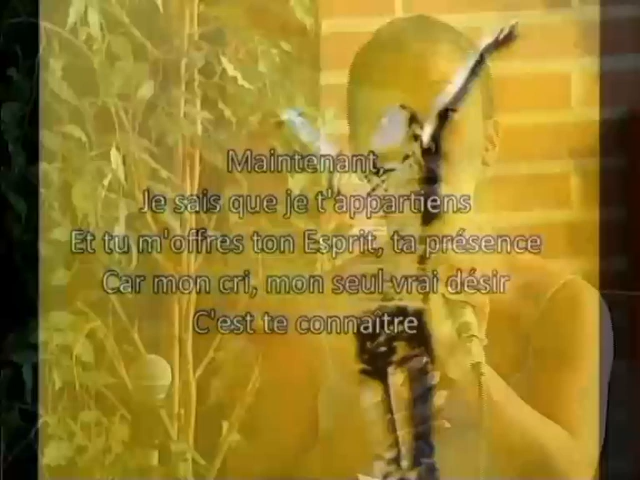 Maintenant
Je sais que je t'appartiens
Et tu m'offres ton Esprit, ta présence
Car mon cri, mon seul vrai désir
C'est te connaître